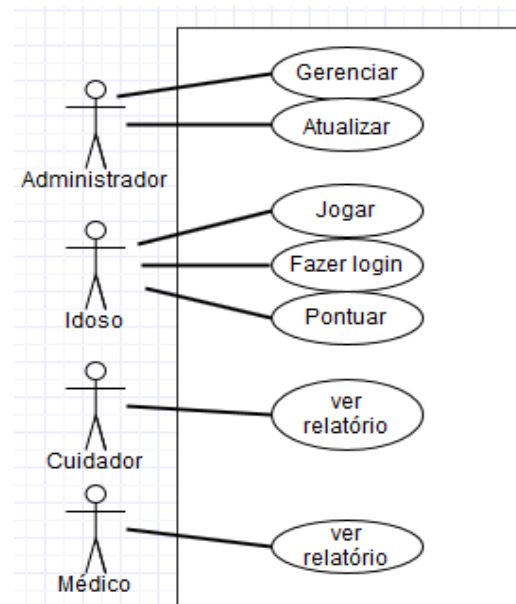 Gerenciar
Atualizar
Administrador
Jogar
Fazer login
Pontuar
Idoso
ver
relatório
Cuidador
ver
relatório
Médico